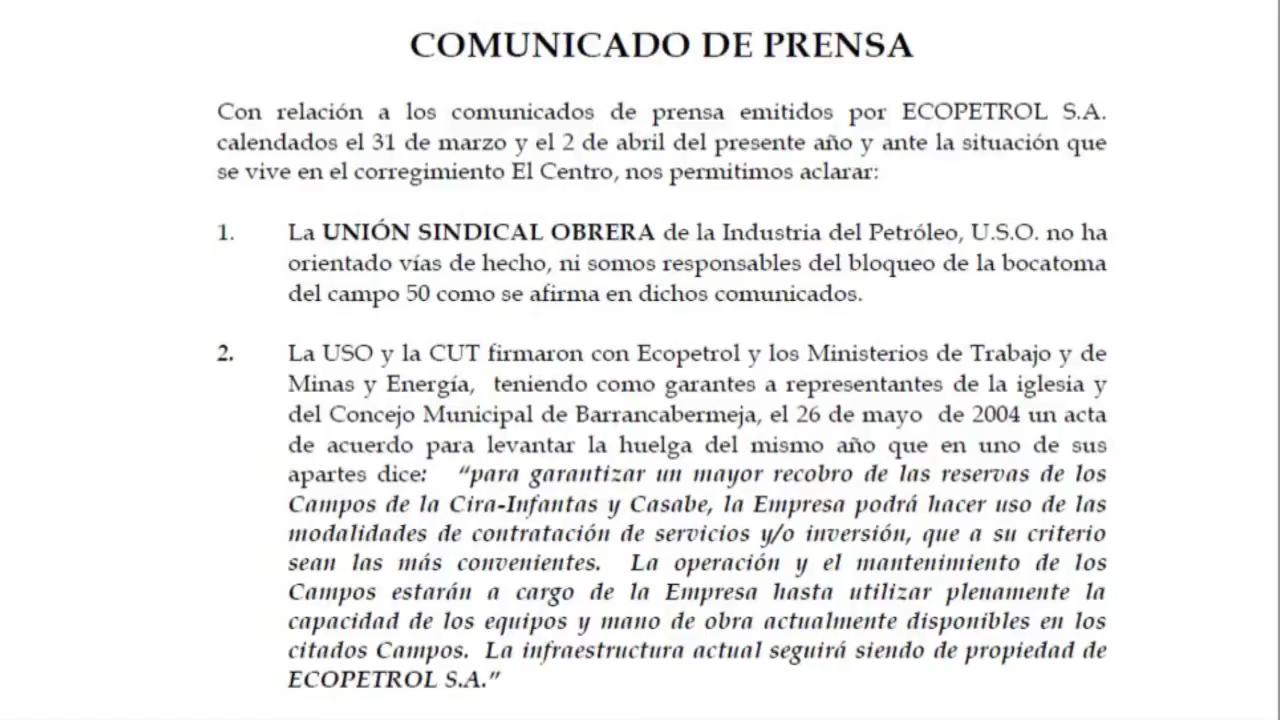 COMUNICADO DE PRENSA
Con relación a los comunicados de prensa emitidos por ECOPETROL S.A.
calendados el 31 de marzo y el 2 de abril del presente año y ante la situación que
se vive en el corregimiento El Centro, nos permitimos aclarar:
1. La UNIÓN SINDICAL OBRERA de la Industria del Petróleo, U.S.O. no ha
orientado vías de hecho, ni somos responsables del bloqueo de la bocatoma
del campo 50 como se afirma en dichos comunicados.
2. La USO y la CUT firmaron con Ecopetrol y los Ministerios de Trabajo y de
Minas y Energía, teniendo como garantes a representantes de la iglesia y
del Concejo Municipal de Barrancabermeja, el 26 de mayo de 2004 un acta
de acuerdo para levantar la huelga del mismo año que en uno de sus
apartes dice: “para garantizar un mayor recobro de las reservas de los
Campos de la Cira-Infantas y Casabe, la Empresa podrá hacer uso de las
modalidades de contratación de servicios y/o inversión, que a su criterio
sean las más convenientes. La operación y el mantenimiento de los
Campos estarán a cargo de la Empresa hasta utilizar plenamente la
capacidad de los equipos y mano de obra actualmente disponibles en los
citados Campos. La infraestructura actual seguirá siendo de propiedad de
ECOPETROL S.A.”